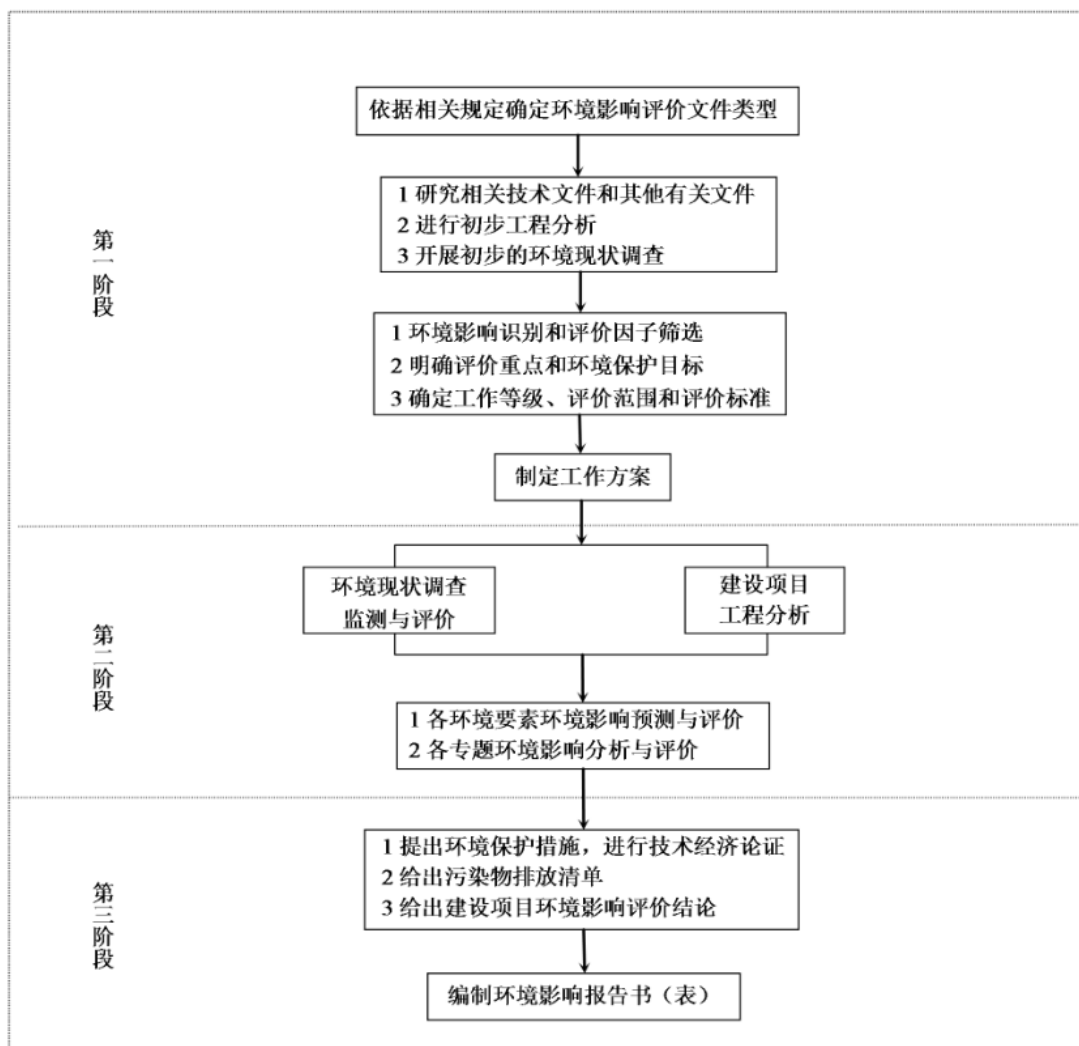 依据相关规定确定环境影响评价文件类型
1 研究相关技术文件和其他有关文件
2 进行初步工程分析
3 开展初步的环境现状调查
第一阶段
1 环境影响识别和评价因子筛选
2 明确评价重点和环境保护目标
3 确定工作等级、评价范围和评价标准
制定工作方案
环境现状调查
监测与评价
建设项目
工程分析
第二阶段
1 各环境要素环境影响预测与评价
2 各专题环境影响分析与评价
1 提出环境保护措施，进行技术经济论证
2 给出污染物排放清单
3 给出建设项目环境影响评价结论
第三阶段
编制环境影响报告书（表）